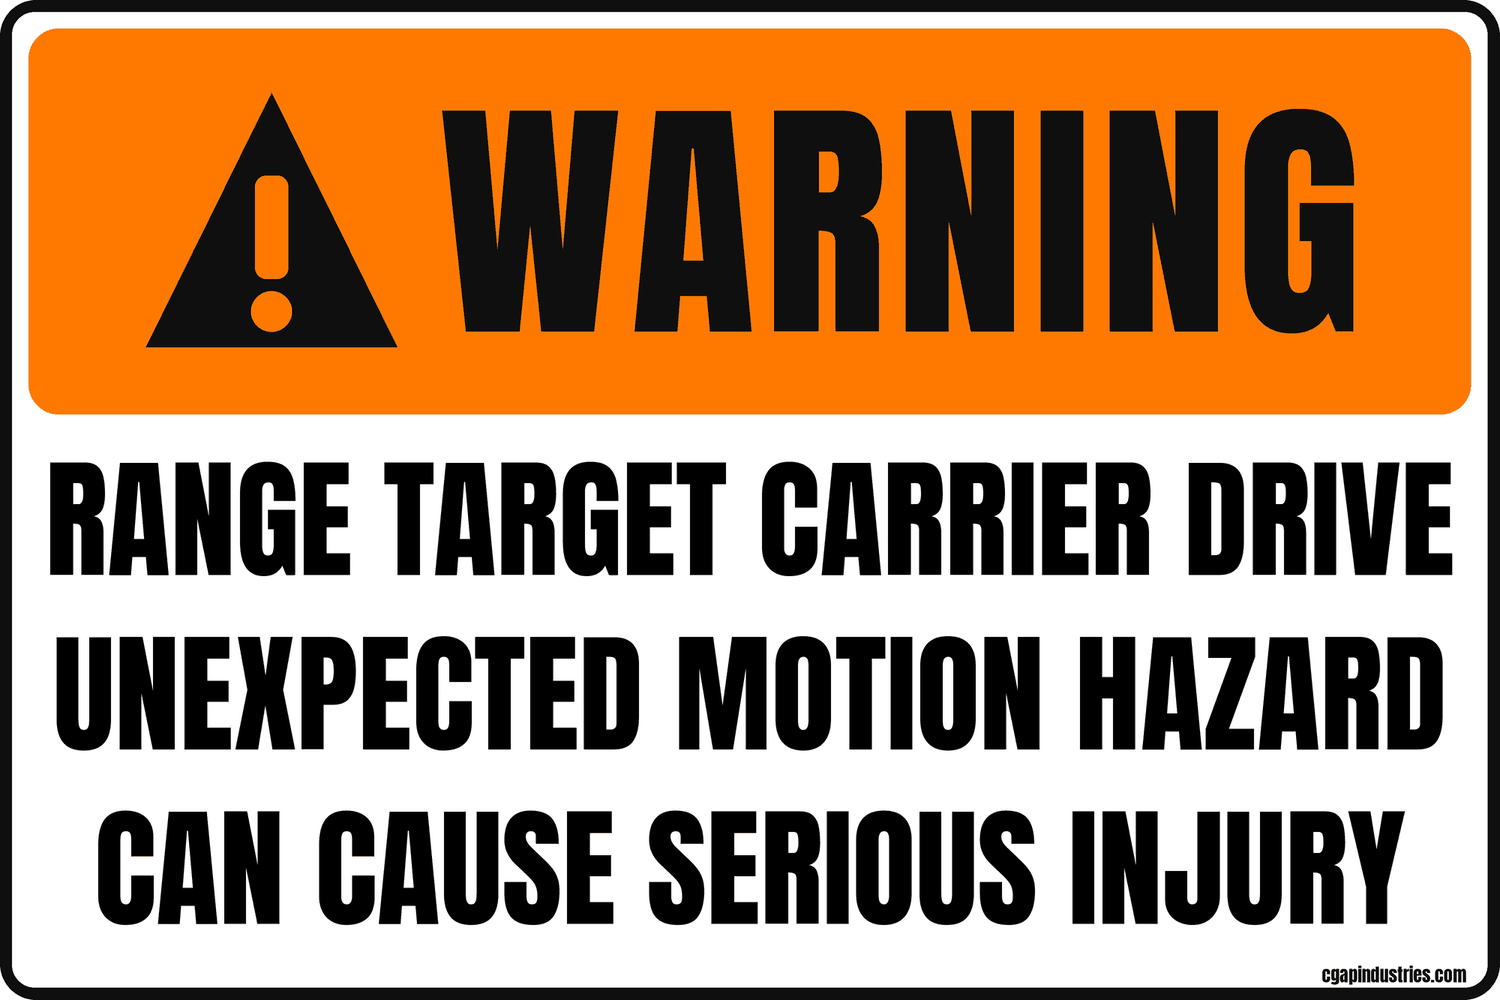 WARNING
RANGE TARGET CARRIER DRIVE
UNEXPECTED MOTION HAZARD
CAN CAUSE SERIOUS INJURY
cgapindustries.com